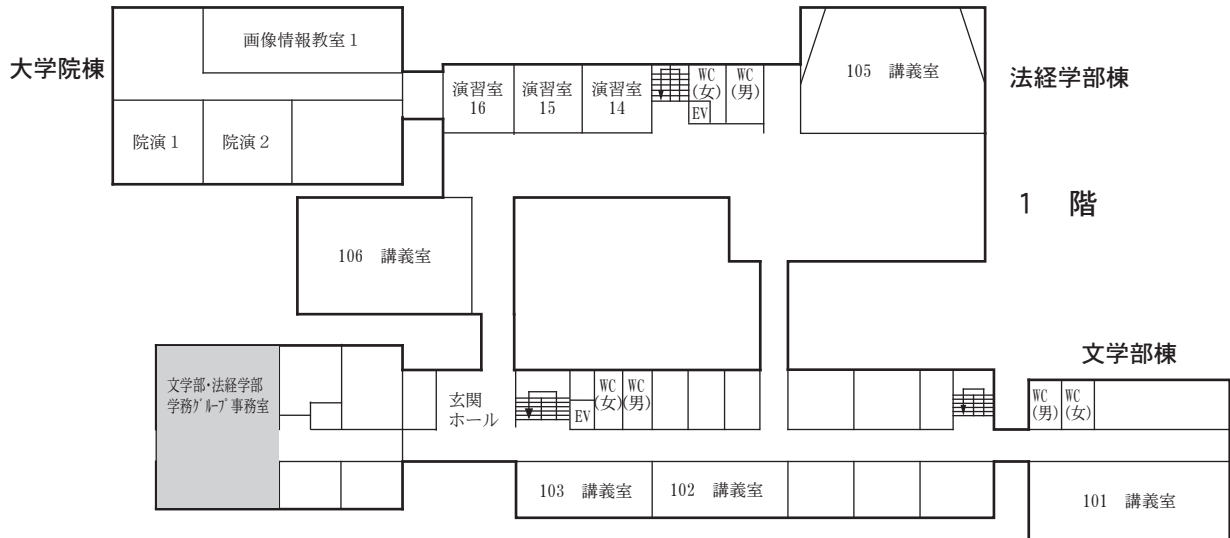 画像情報教室１
大学院棟
演習室
16
演習室
15
演習室
14
WC
(女)
WC
(男)
EV
105　講義室
法経学部棟
院演１
院演２
１　階
106　講義室
文学部棟
文学部・法経学部
学務ｸﾞﾙｰﾌﾟ事務室
玄関
ホール
EV
WC
(女)
WC
(男)
WC
(男)
WC
(女)
103　講義室
102　講義室
101　講義室